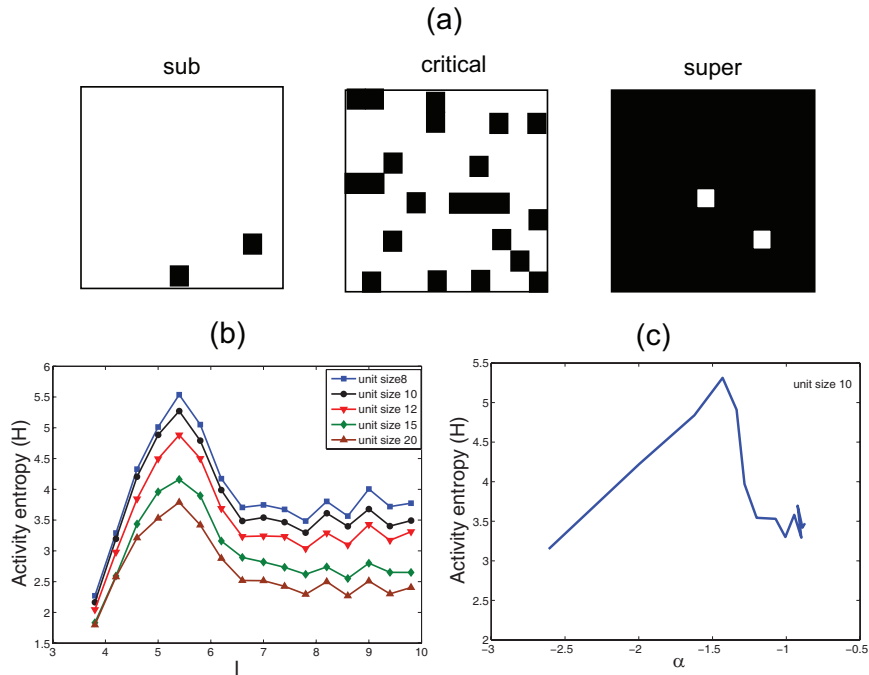 (a)
sub critical super
(b)
6
5.5
5
4.5
4
3.5
3
2.5
2
1.5
3 4 5 6 7 8 9 10
Activity entropy (H)
I
unit size8
unit size 10
unit size 12
unit size 15
unit size 20
(c)
5.5
5
4.5
4
3.5
3
2.5
2
−3 −2.5 −2 −1.5 −1 −0.5
Activity entropy (H)
α
unit size 10